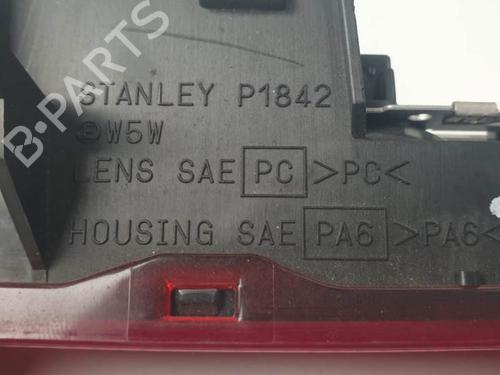 B-PARTS
STANLEY P1842
W5W
LENS SAE PC >PC<
HOUSING SAE PA6 >PA6<